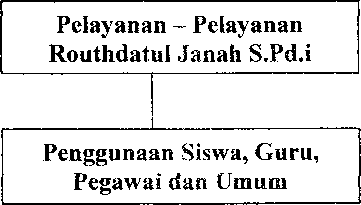 Pelayanan – Pelayanan
Routhdatul Janah S.Pd.i
Penggunaan Siswa, Guru,
Pegawai dan Umum